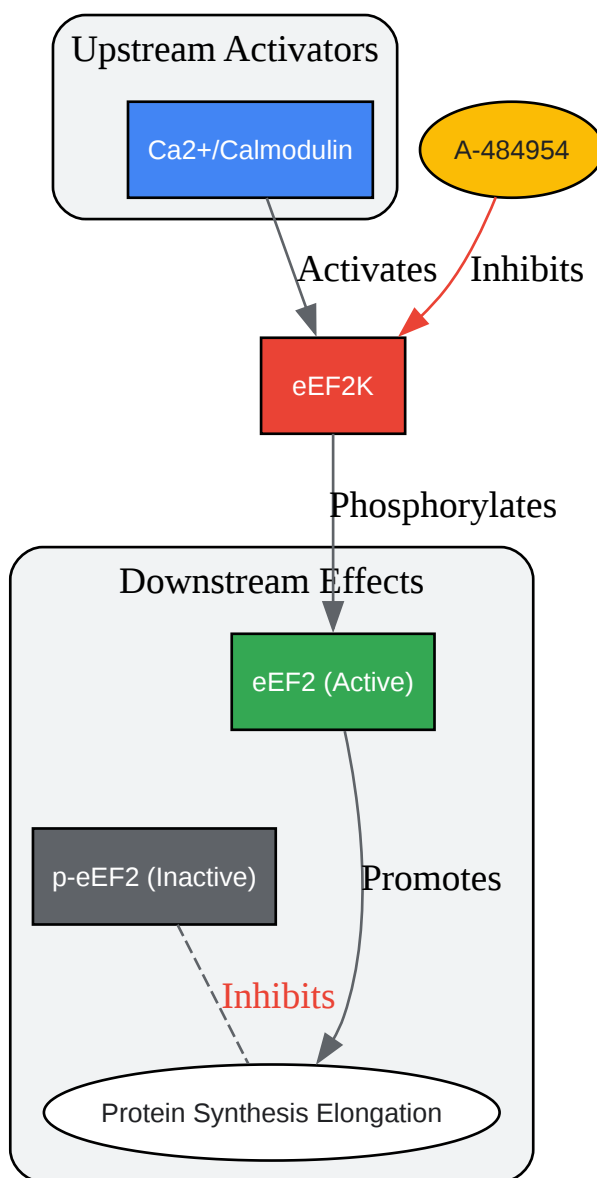 Upstream Activators
Ca2+/Calmodulin
A-484954
Activates
Inhibits
eEF2K
Phosphorylates
Downstream Effects
eEF2 (Active)
p-eEF2 (Inactive)
Promotes
Inhibits
Protein Synthesis Elongation